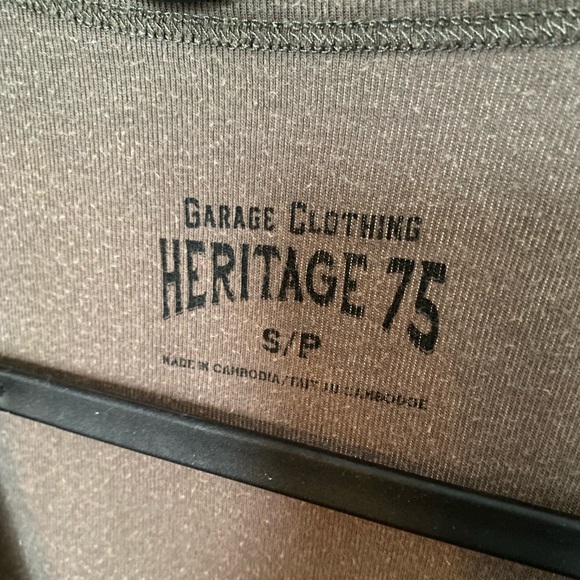 GARAGE CLOTHING
HERITAGE 75
S/P
MADE IN CAMBODIA/FAIT AU CAMBODGE